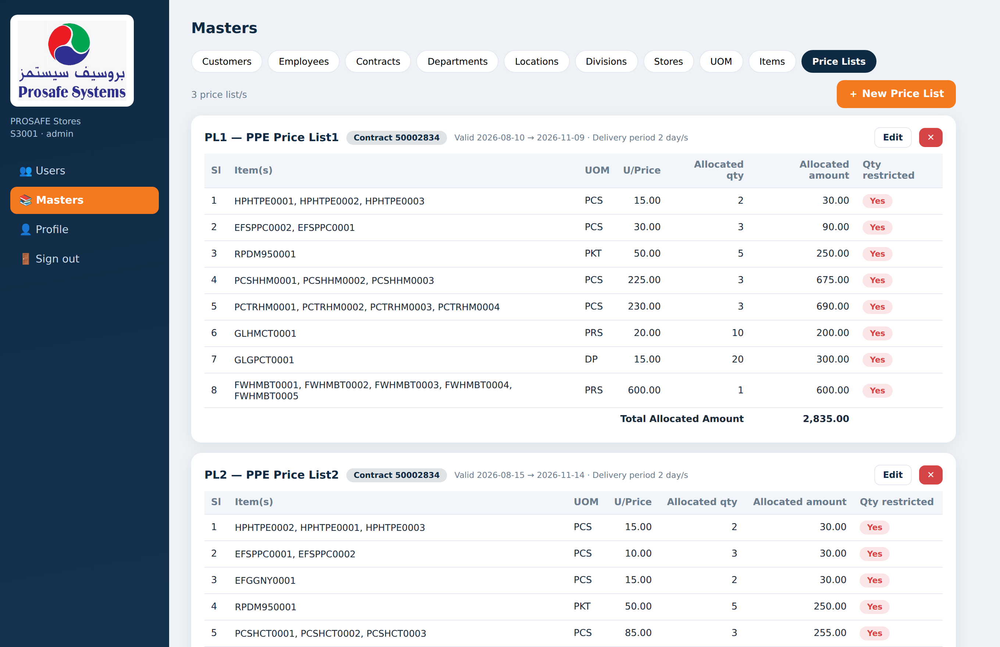 بروسيف سيستمز
Prosafe Systems
PROSAFE Stores
S3001 · admin
Users
Masters
Profile
Sign out
Masters
Customers Employees Contracts Departments Locations Divisions Stores UOM Items Price Lists
3 price list/s
+ New Price List
PL1 — PPE Price List1 Contract 50002834 Valid 2026-08-10 → 2026-11-09 · Delivery period 2 day/s Edit ✕
Sl Item(s) UOM U/Price Allocated qty Allocated amount Qty restricted
1 HPHTPE0001, HPHTPE0002, HPHTPE0003 PCS 15.00 2 30.00 Yes
2 EFSPPC0002, EFSPPC0001 PCS 30.00 3 90.00 Yes
3 RPDM950001 PKT 50.00 5 250.00 Yes
4 PCSHHM0001, PCSHHM0002, PCSHHM0003 PCS 225.00 3 675.00 Yes
5 PCTRHM0001, PCTRHM0002, PCTRHM0003, PCTRHM0004 PCS 230.00 3 690.00 Yes
6 GLHMCT0001 PRS 20.00 10 200.00 Yes
7 GLGPCT0001 DP 15.00 20 300.00 Yes
8 FWHMBT0001, FWHMBT0002, FWHMBT0003, FWHMBT0004, FWHMBT0005 PRS 600.00 1 600.00 Yes
Total Allocated Amount 2,835.00
PL2 — PPE Price List2 Contract 50002834 Valid 2026-08-15 → 2026-11-14 · Delivery period 2 day/s Edit ✕
Sl Item(s) UOM U/Price Allocated qty Allocated amount Qty restricted
1 HPHTPE0002, HPHTPE0001, HPHTPE0003 PCS 15.00 2 30.00 Yes
2 EFSPPC0001, EFSPPC0002 PCS 10.00 3 30.00 Yes
3 EFGGNY0001 PCS 15.00 2 30.00 Yes
4 RPDM950001 PKT 50.00 5 250.00 Yes
5 PCSHCT0001, PCSHCT0002, PCSHCT0003 PCS 85.00 3 255.00 Yes